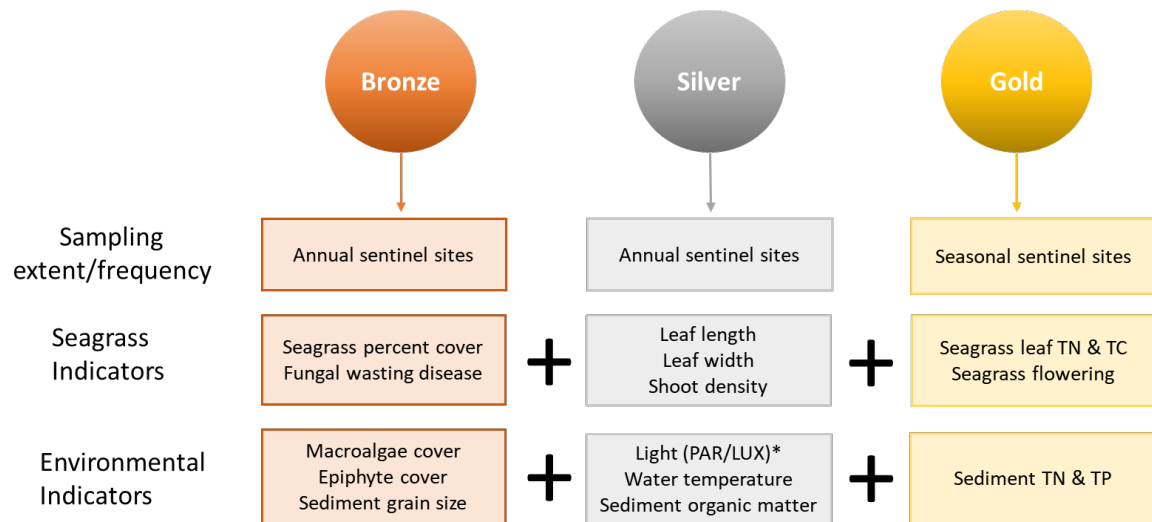 Bronze
Silver
Gold
Sampling
extent/frequency
Annual sentinel sites
Annual sentinel sites
Seasonal sentinel sites
Seagrass
Indicators
Seagrass percent cover
Fungal wasting disease
+
Leaf length
Leaf width
Shoot density
+
Seagrass leaf TN & TC
Seagrass flowering
Environmental
Indicators
Macroalgae cover
Epiphyte cover
Sediment grain size
+
Light (PAR/LUX)*
Water temperature
Sediment organic matter
+
Sediment TN & TP